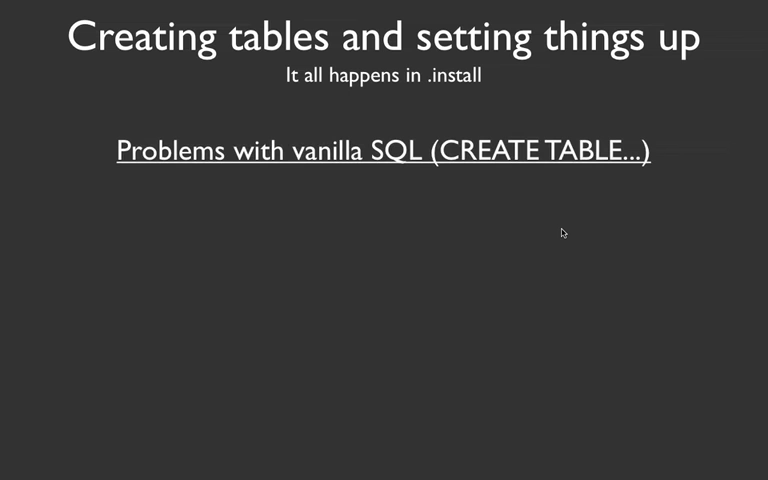 Creating tables and setting things up
It all happens in .install
Problems with vanilla SQL (CREATE TABLE...)